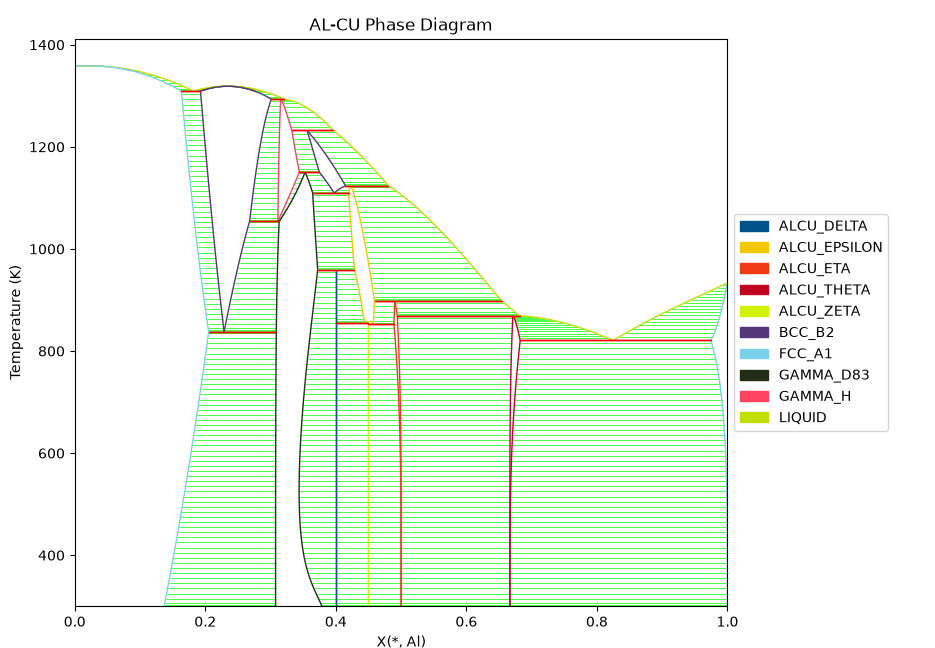 AL-CU Phase Diagram
1400
1200
1000
800
600
400
Temperature (K)
0.0
0.2
0.4
0.6
0.8
1.0
X(*, Al)
ALCU_DELTA
ALCU_EPSILON
ALCU_ETA
ALCU_THETA
ALCU_ZETA
BCC_B2
FCC_A1
GAMMA_D83
GAMMA_H
LIQUID